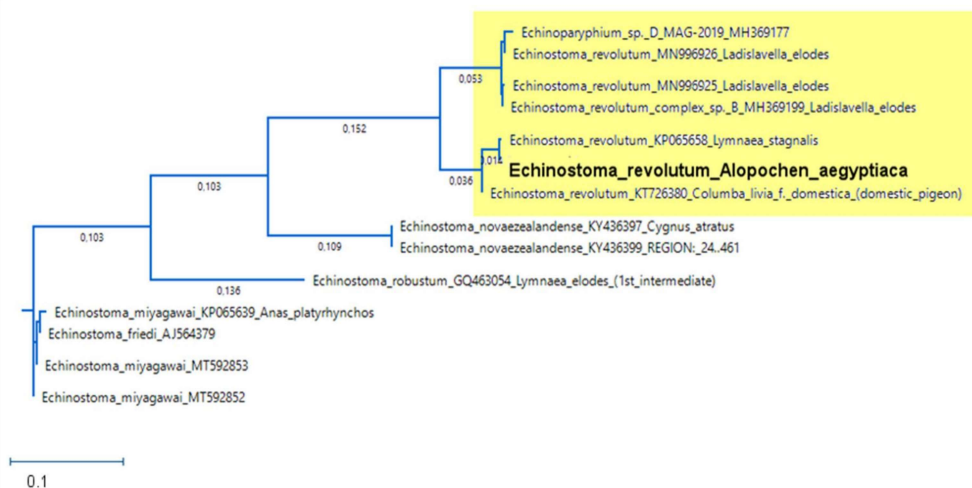 Echinoparyphium_sp._D_MAG-2019_MH369177
Echinostoma_revolutum_MN996926_Ladislavella_elodes
0,053
Echinostoma_revolutum_MN996925_Ladislavella_elodes
Echinostoma_revolutum_complex_sp._B_MH369199_Ladislavella_elodes
0,152
Echinostoma_revolutum_KP065658_Lymnaea_stagnalis
0,014
Echinostoma_revolutum_Alopochen_aegyptiaca
0,036
Echinostoma_revolutum_KT726380_Columba_livia_f._domestica_(domestic_pigeon)
0,103
Echinostoma_novaezealandense_KY436397_Cygnus_atratus
0,103
0,109
Echinostoma_novaezealandense_KY436399_REGION:_24..461
Echinostoma_robustum_GQ463054_Lymnaea_elodes_(1st_intermediate)
0,136
Echinostoma_miyagawai_KP065639_Anas_platyrhynchos
Echinostoma_friedi_AJ564379
Echinostoma_miyagawai_MT592853
Echinostoma_miyagawai_MT592852
0.1